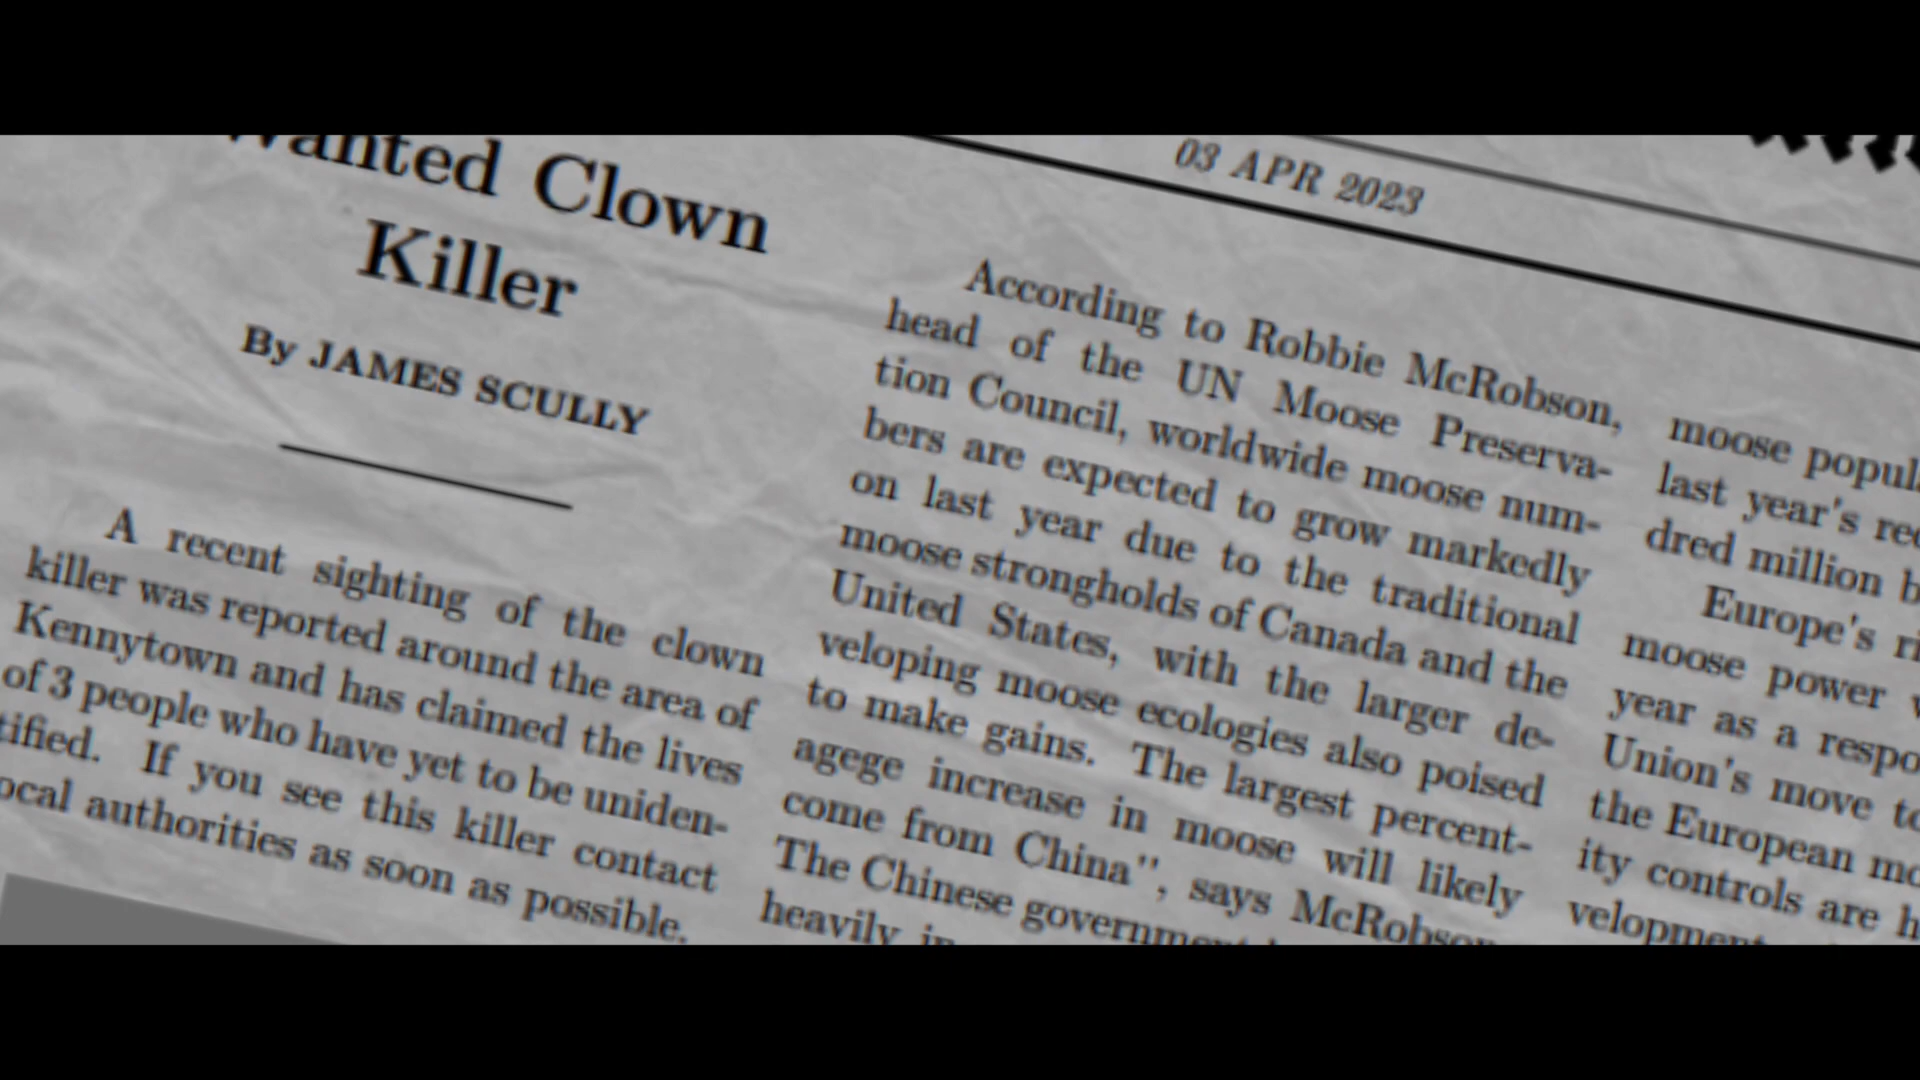 Wanted Clown
Killer
By JAMES SCULLY
A recent sighting of the clown
killer was reported around the area of
Kennytown and has claimed the lives
of 3 people who have yet to be uniden-
tified. If you see this killer contact
local authorities as soon as possible.
03 APR 2023
According to Robbie McRobson,
head of the UN Moose Preserva-
tion Council, worldwide moose num-
bers are expected to grow markedly
on last year due to the traditional
moose strongholds of Canada and the
United States, with the larger de-
veloping moose ecologies also poised
to make gains. The largest percent-
agege increase in moose will likely
come from China", says McRobson
The Chinese government
heavily in
moose popul
last year's rec
dred million b
Europe's ri
moose power w
year as a respo
Union's move to
the European mo
ity controls are h
velopment